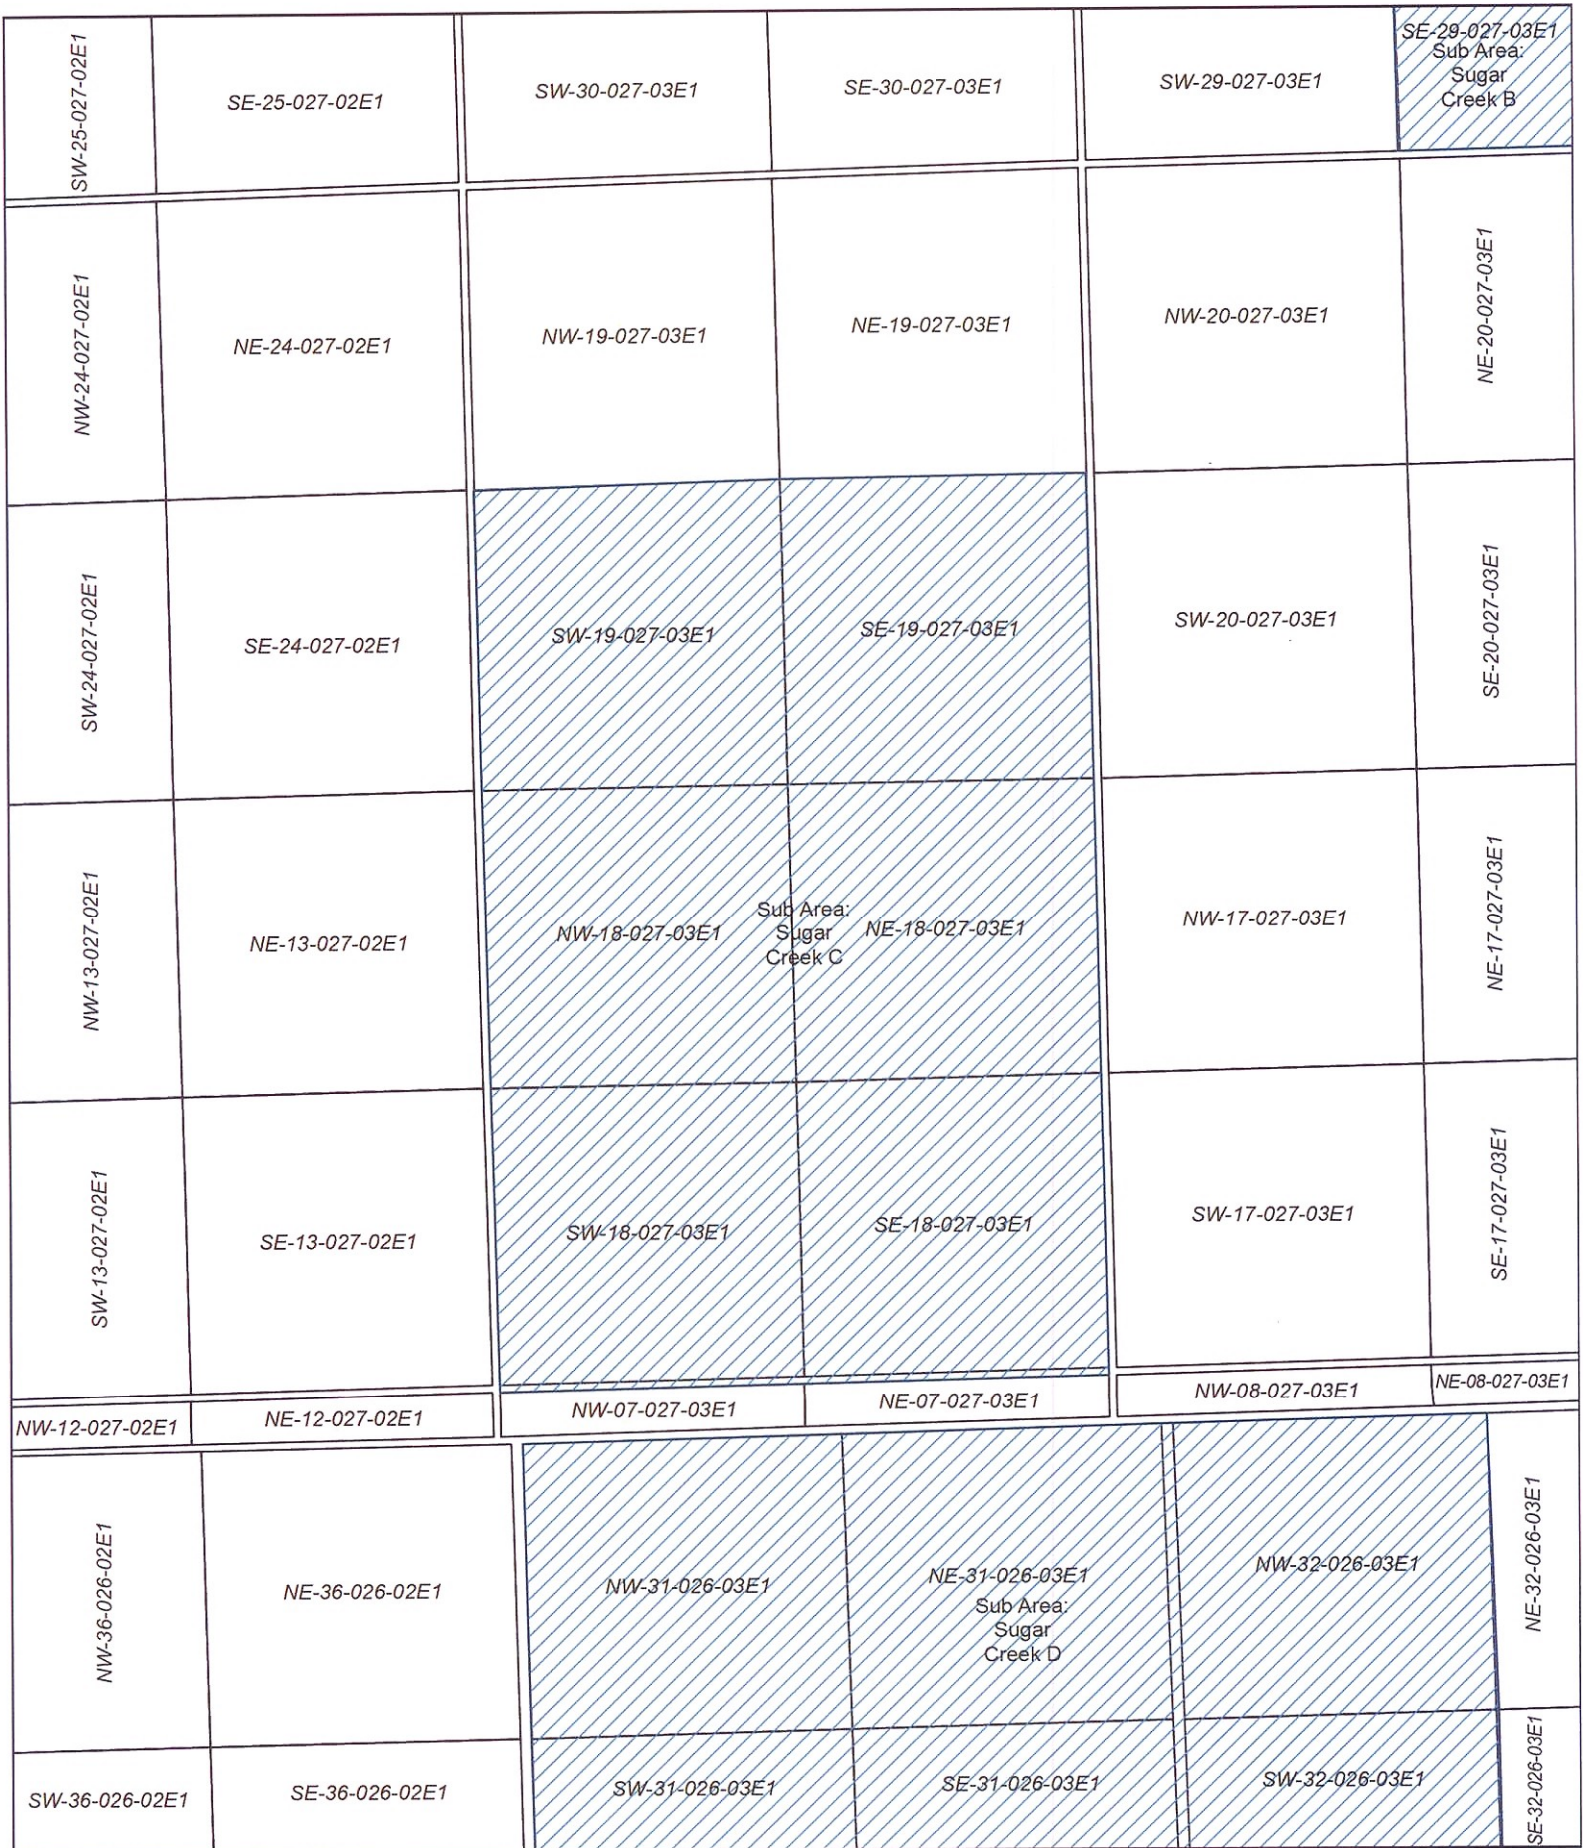 SW-25-027-02E1
SE-25-027-02E1
SW-30-027-03E1
SE-30-027-03E1
SW-29-027-03E1
SE-29-027-03E1
Sub Area:
Sugar
Creek B
NW-24-027-02E1
NE-24-027-02E1
NW-19-027-03E1
NE-19-027-03E1
NW-20-027-03E1
NE-20-027-03E1
SW-24-027-02E1
SE-24-027-02E1
SW-19-027-03E1
SE-19-027-03E1
SW-20-027-03E1
SE-20-027-03E1
NW-13-027-02E1
NE-13-027-02E1
NW-18-027-03E1
Sub Area:
Sugar
Creek C
NE-18-027-03E1
NW-17-027-03E1
NE-17-027-03E1
SW-13-027-02E1
SE-13-027-02E1
SW-18-027-03E1
SE-18-027-03E1
SW-17-027-03E1
SE-17-027-03E1
NW-12-027-02E1
NE-12-027-02E1
NW-07-027-03E1
NE-07-027-03E1
NW-08-027-03E1
NE-08-027-03E1
NW-36-026-02E1
NE-36-026-02E1
NW-31-026-03E1
NE-31-026-03E1
Sub Area:
Sugar
Creek D
NW-32-026-03E1
NE-32-026-03E1
SW-36-026-02E1
SE-36-026-02E1
SW-31-026-03E1
SE-31-026-03E1
SW-32-026-03E1
SE-32-026-03E1